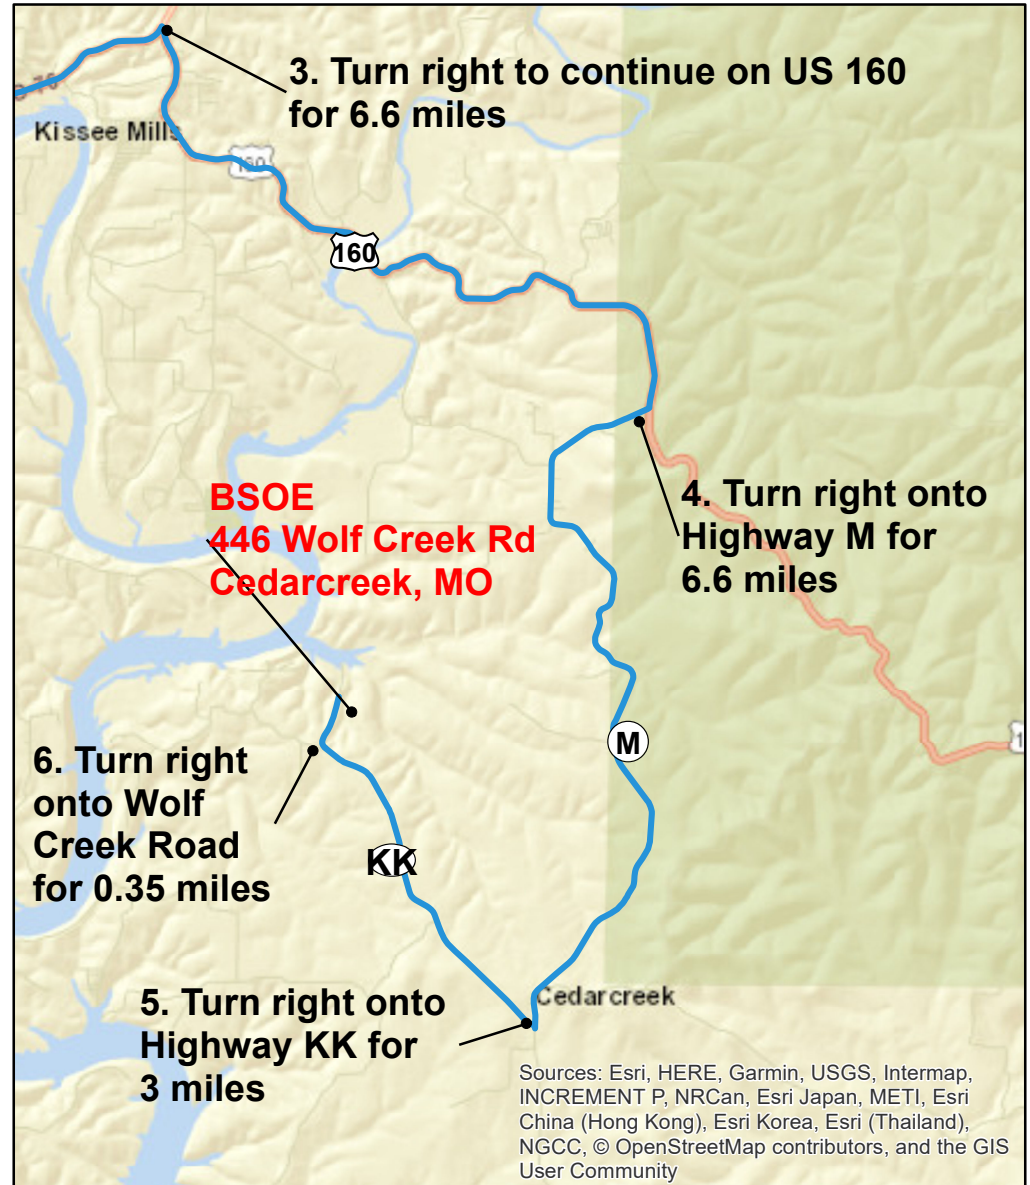 3. Turn right to continue on US 160
for 6.6 miles
Kissee Mills
160
160
BSOE
446 Wolf Creek Rd
Cedarcreek, MO
4. Turn right onto
Highway M for
6.6 miles
M
6. Turn right
onto Wolf
Creek Road
for 0.35 miles
KK
5. Turn right onto
Highway KK for
3 miles
Cedarcreek
Sources: Esri, HERE, Garmin, USGS, Intermap,
INCREMENT P, NRCan, Esri Japan, METI, Esri
China (Hong Kong), Esri Korea, Esri (Thailand),
NGCC, © OpenStreetMap contributors, and the GIS
User Community